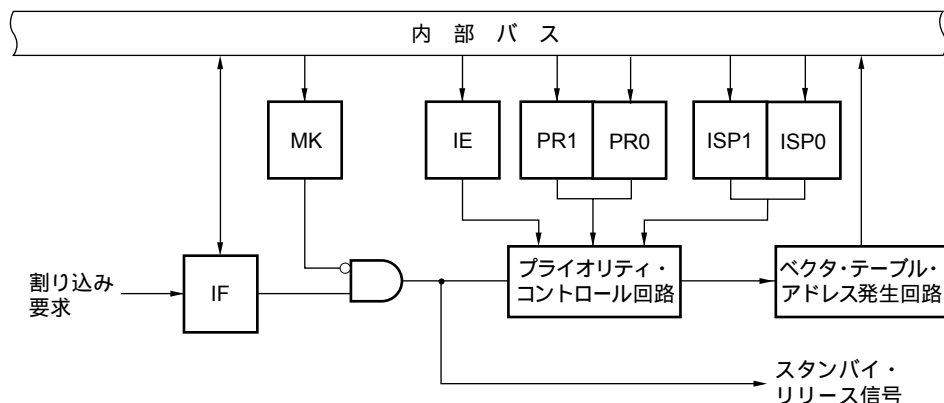 内部バス
MK
IE
PR1
PR0
ISP1
ISP0
割り込み
要求
IF
プライオリティ・
コントロール回路
ベクタ・テーブル・
アドレス発生回路
スタンバイ・
リリース信号